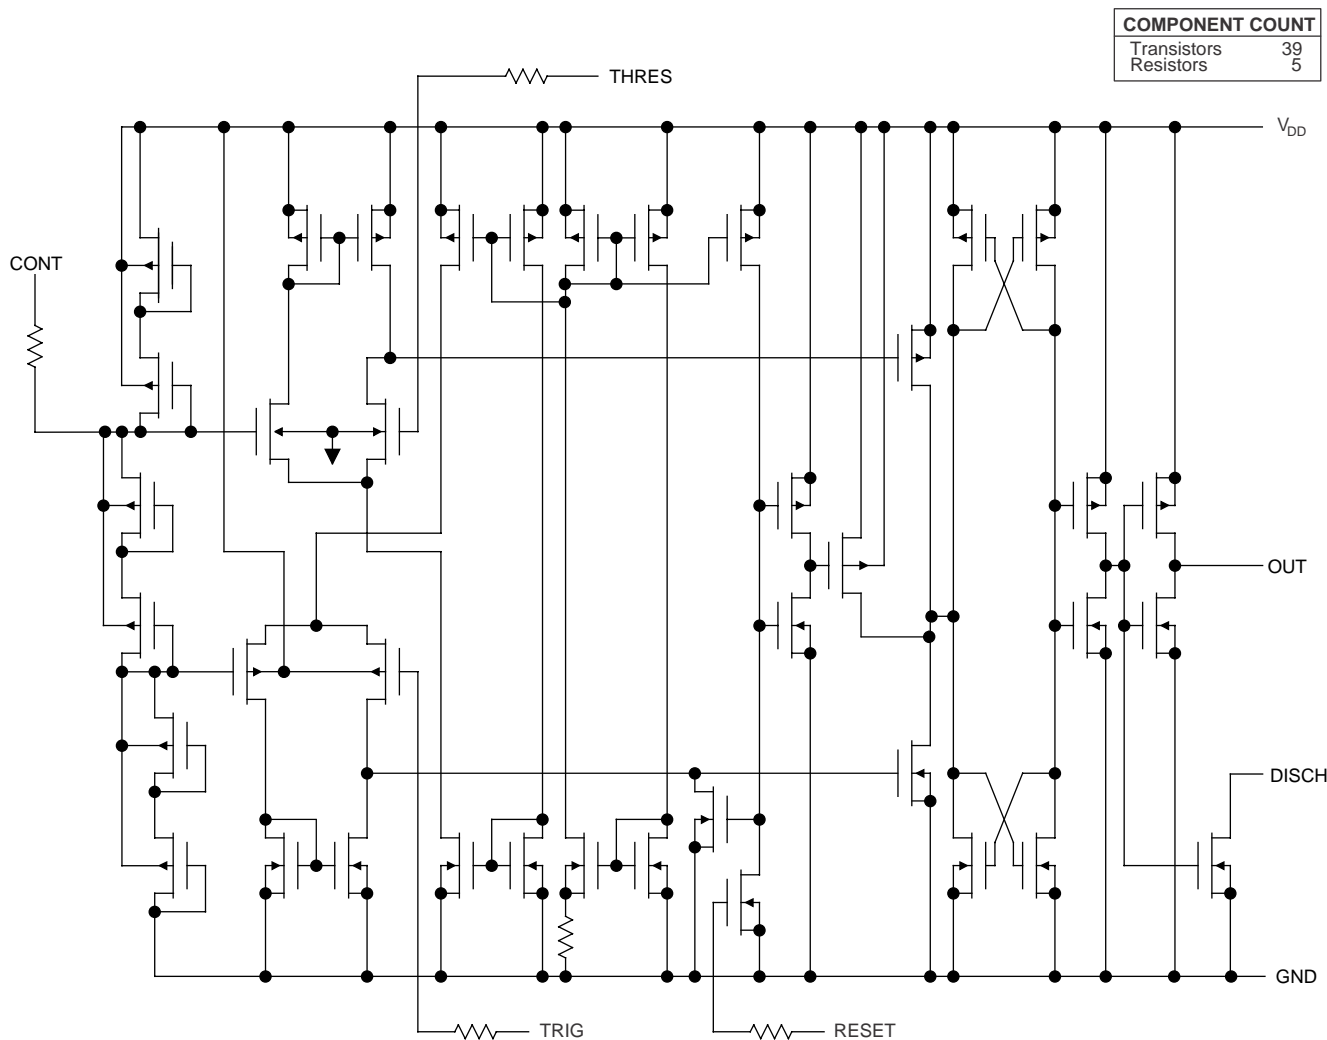 COMPONENT COUNT
Transistors 39
Resistors 5
THRES
VDD
CONT
OUT
DISCH
GND
TRIG
RESET